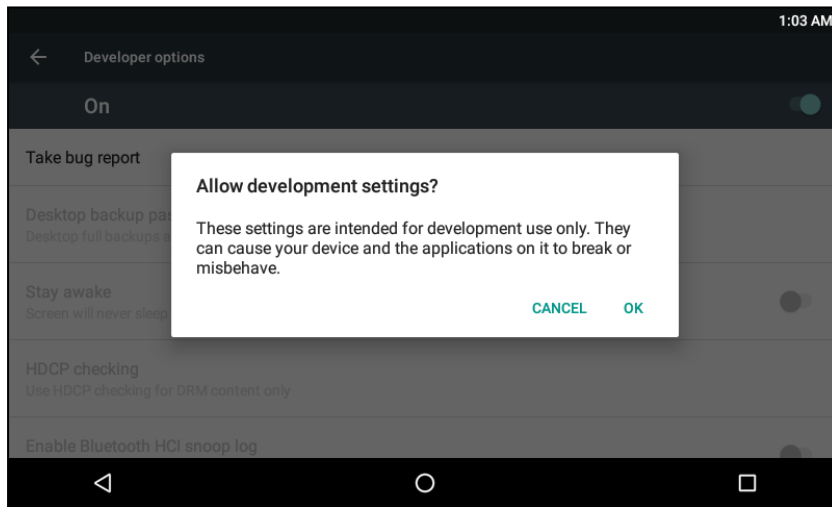 1:03 AM
Developer options
On
Take bug report
Allow development settings?
These settings are intended for development use only. They
can cause your device and the applications on it to break or
misbehave.
CANCEL OK
Desktop backup pa
Desktop full backups a
Stay awake
Screen will never sleep
HDCP checking
Use HDCP checking for DRM content only
Enable Bluetooth HCI snoop log